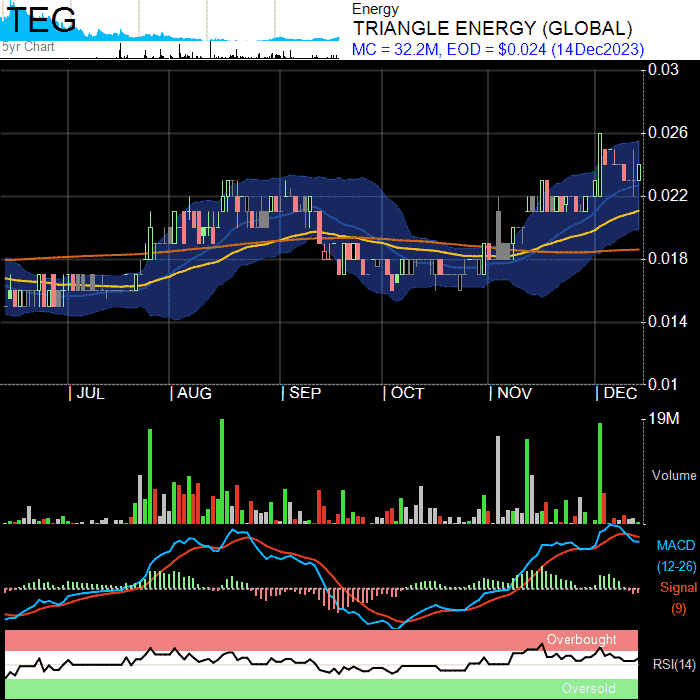 TEG
5yr Chart
Energy
TRIANGLE ENERGY (GLOBAL)
MC = 32.2M, EOD = $0.024 (14Dec2023)
0.03
0.026
0.022
0.018
0.014
0.01
JUL AUG SEP OCT NOV DEC
19M
Volume
MACD
(12-26)
Signal
(9)
Overbought
RSI(14)
Oversold